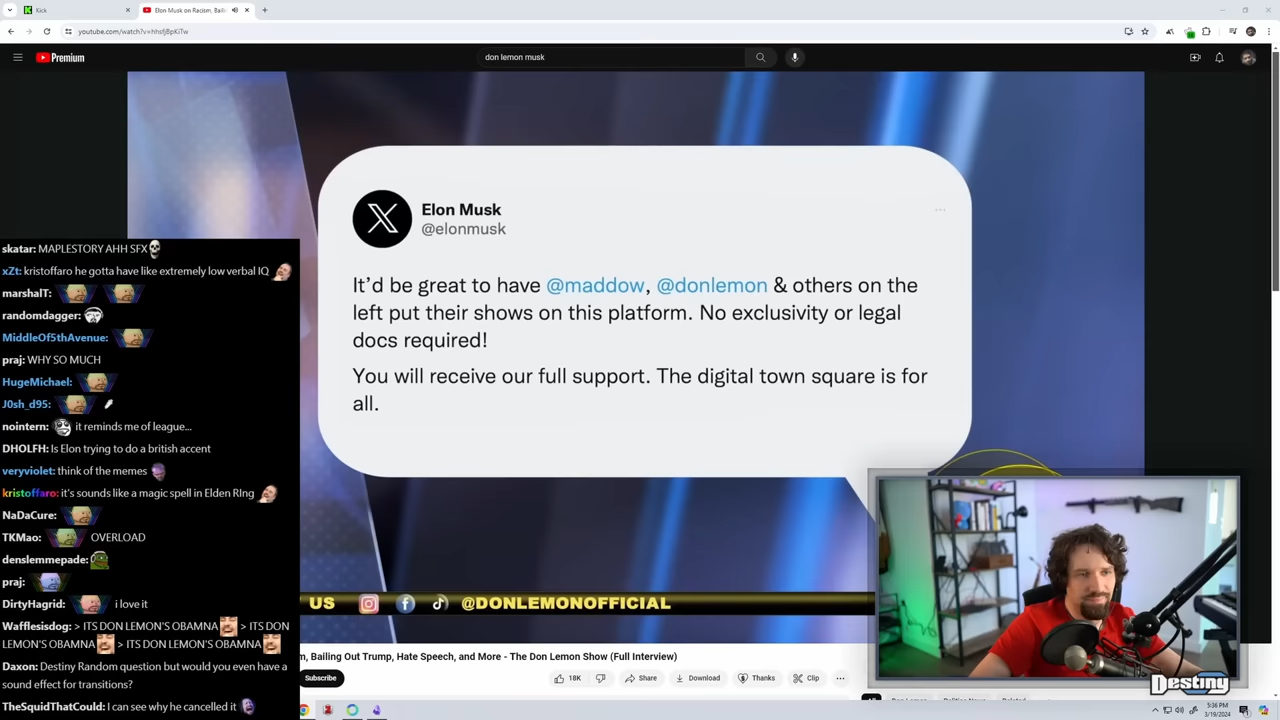 Kick
Elon Musk on Racism, Baili
youtube.com/watch?v=hhsfjBpKiTw
Premium
don lemon musk
Elon Musk
@elonmusk
It’d be great to have @maddow, @donlemon & others on the
left put their shows on this platform. No exclusivity or legal
docs required!
You will receive our full support. The digital town square is for
all.
skatar: MAPLESTORY AHH SFX
xZt: kristoffaro he gotta have like extremely low verbal IQ
marshalT:
randomdagger:
MiddleOf5thAvenue:
praj: WHY SO MUCH
HugeMichael:
J0sh_d95:
nointern: it reminds me of league...
DHOLFH: Is Elon trying to do a british accent
veryviolet: think of the memes
kristoffaro: it's sounds like a magic spell in Elden RIng
NaDaCure:
TKMao: OVERLOAD
denslemmepade:
praj:
DirtyHagrid: i love it
Wafflesisdog: > ITS DON LEMON'S OBAMNA > ITS DON
LEMON'S OBAMNA > ITS DON LEMON'S OBAMNA
Daxon: Destiny Random question but would you even have a
sound effect for transitions?
TheSquidThatCould: I can see why he cancelled it
US @DONLEMONOFFICIAL
m, Bailing Out Trump, Hate Speech, and More - The Don Lemon Show (Full Interview)
Subscribe
18K
Share
Download
Thanks
Clip
Destiny
5:36 PM
3/19/2024